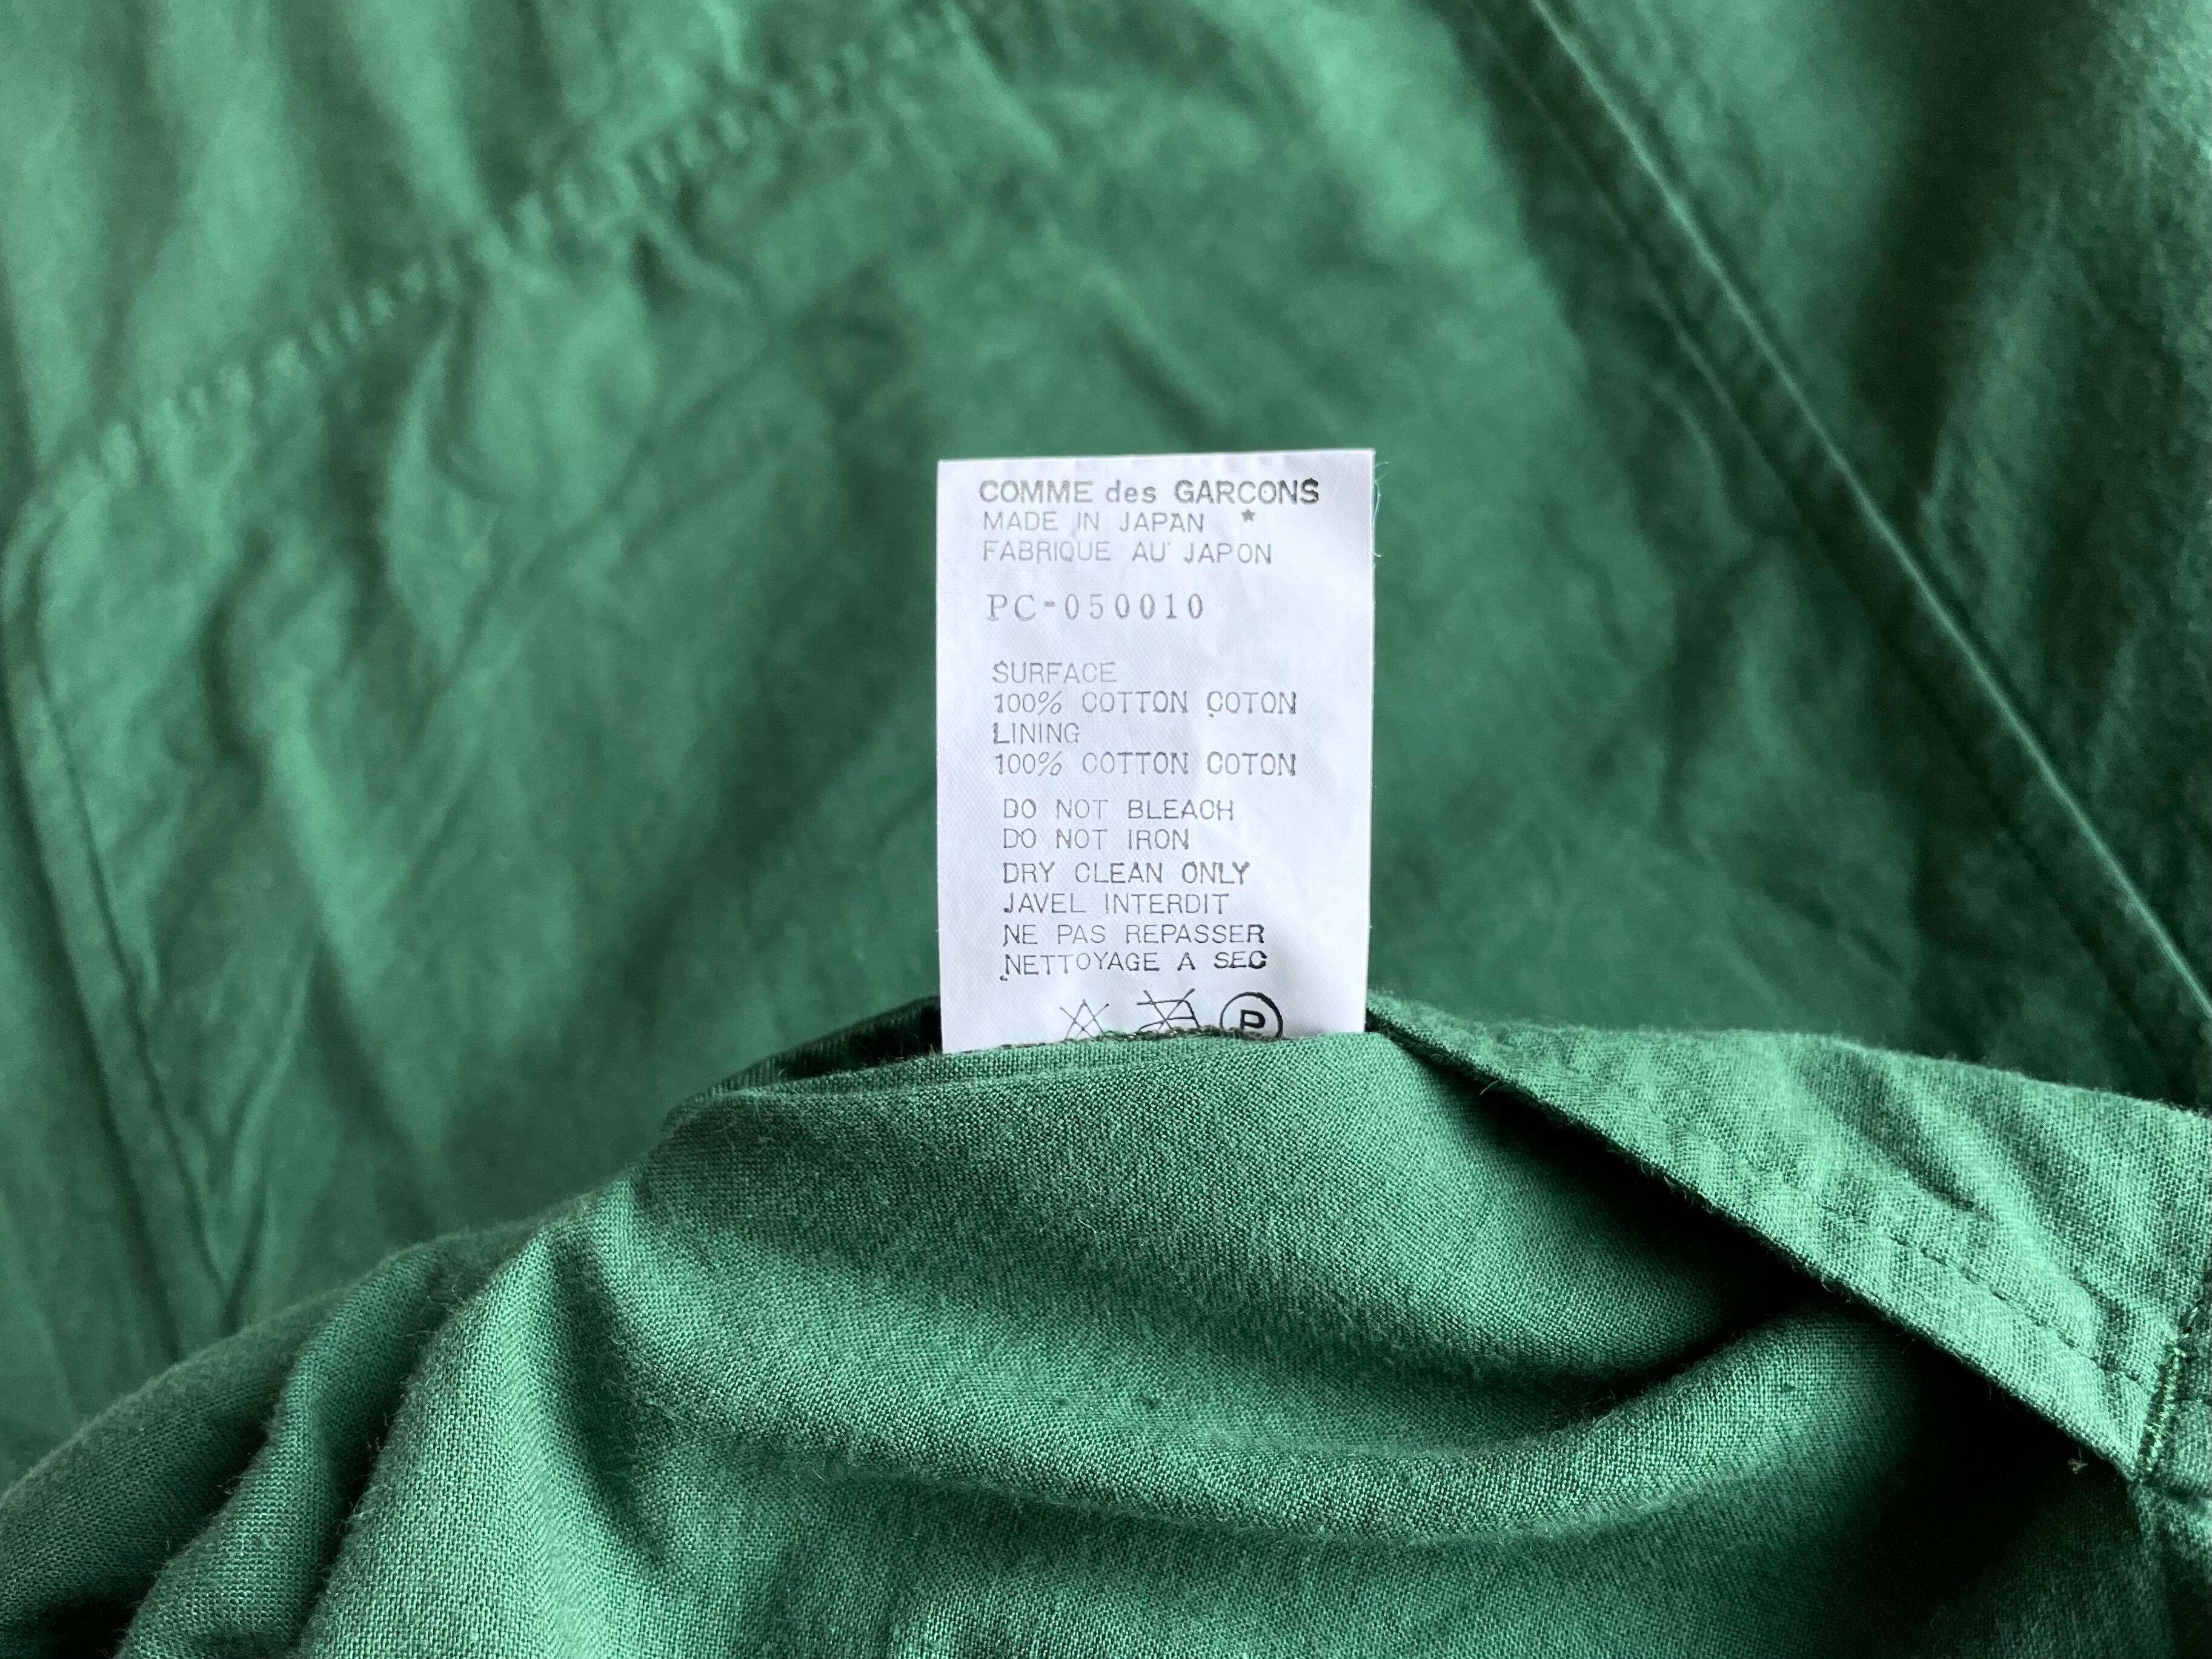 COMME des GARCONS
MADE IN JAPAN *
FABRIQUE AU JAPON
PC-050010
SURFACE
100% COTTON COTON
LINING
100% COTTON COTON
DO NOT BLEACH
DO NOT IRON
DRY CLEAN ONLY
JAVEL INTERDIT
NE PAS REPASSER
NETTOYAGE A SEC
P